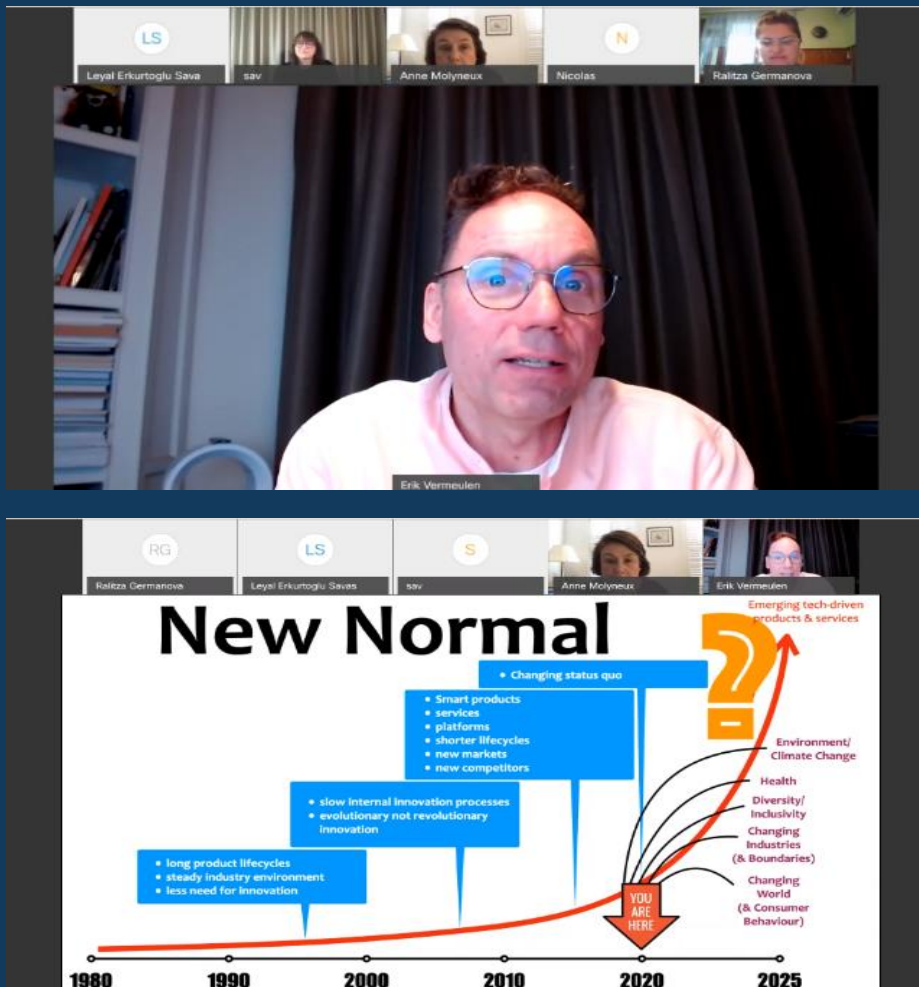 LS
N
Leyal Erkurtoglu Sava
sav
Anne Molyneux
Nicolas
Ralitza Germanova
Erik Vermeulen
RG
LS
S
Ralitza Germanova
Leyal Erkurtoglu Savas
sav
Anne Molyneux
Erik Vermeulen
New Normal
Emerging tech-driven
products & services
?
• Changing status quo
• Smart products
• services
• platforms
• shorter lifecycles
• new markets
• new competitors
• slow internal innovation processes
• evolutionary not revolutionary
innovation
• long product lifecycles
• steady industry environment
• less need for innovation
Environment/
Climate Change
Health
Diversity/
Inclusivity
Changing
Industries
(& Boundaries)
Changing
World
(& Consumer
Behaviour)
YOU
ARE
HERE
1980
1990
2000
2010
2020
2025